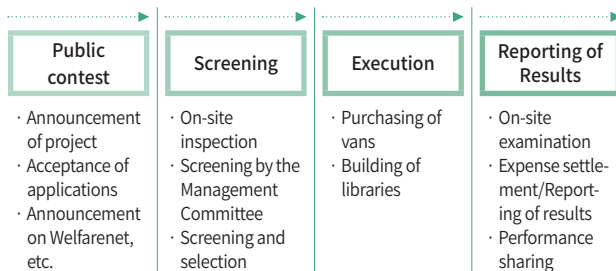 Public
contest
· Announcement
of project
· Acceptance of
applications
· Announcement
on Welfarenet,
etc.
Screening
· On-site
inspection
· Screening by the
Management
Committee
· Screening and
selection
Execution
· Purchasing of
vans
· Building of
libraries
Reporting of
Results
· On-site
examination
· Expense settle-
ment/Report-
ing of results
· Performance
sharing